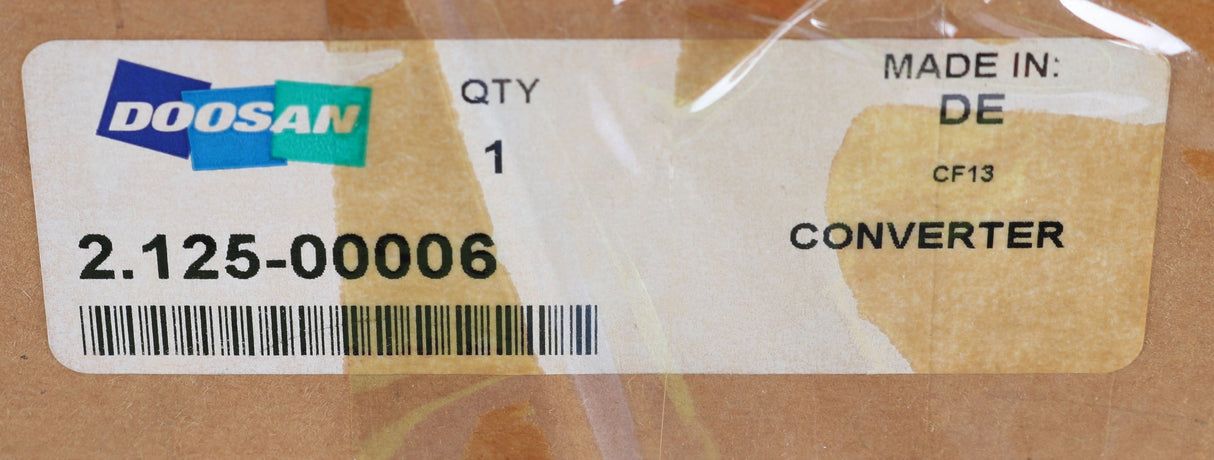 DOOSAN
QTY
1
2.125-00006
MADE IN:
DE
CF13
CONVERTER